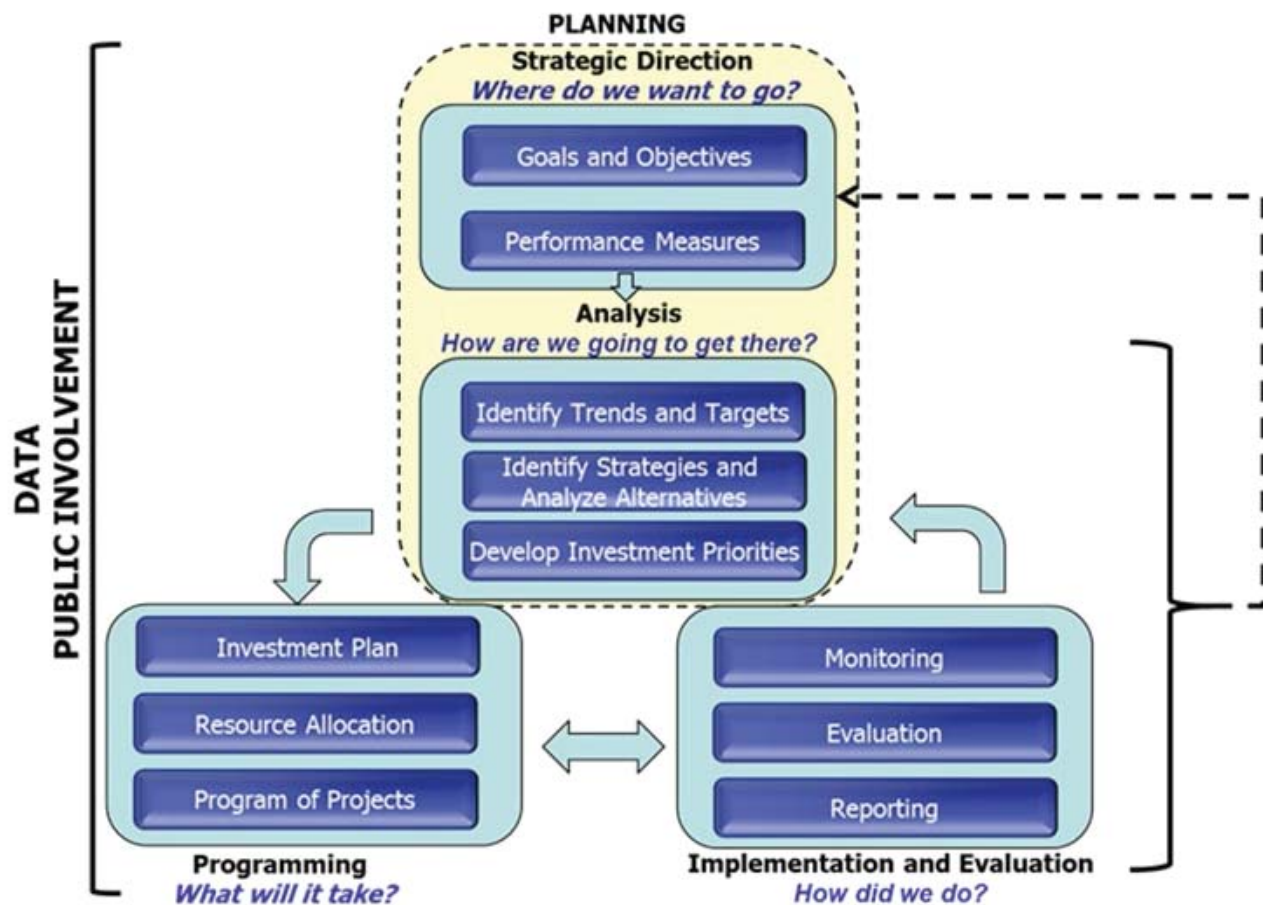 PLANNING
Strategic Direction
Where do we want to go?
Goals and Objectives
Performance Measures
Analysis
How are we going to get there?
Identify Trends and Targets
Identify Strategies and
Analyze Alternatives
Develop Investment Priorities
DATA
PUBLIC INVOLVEMENT
Investment Plan
Resource Allocation
Program of Projects
Programming
What will it take?
Monitoring
Evaluation
Reporting
Implementation and Evaluation
How did we do?